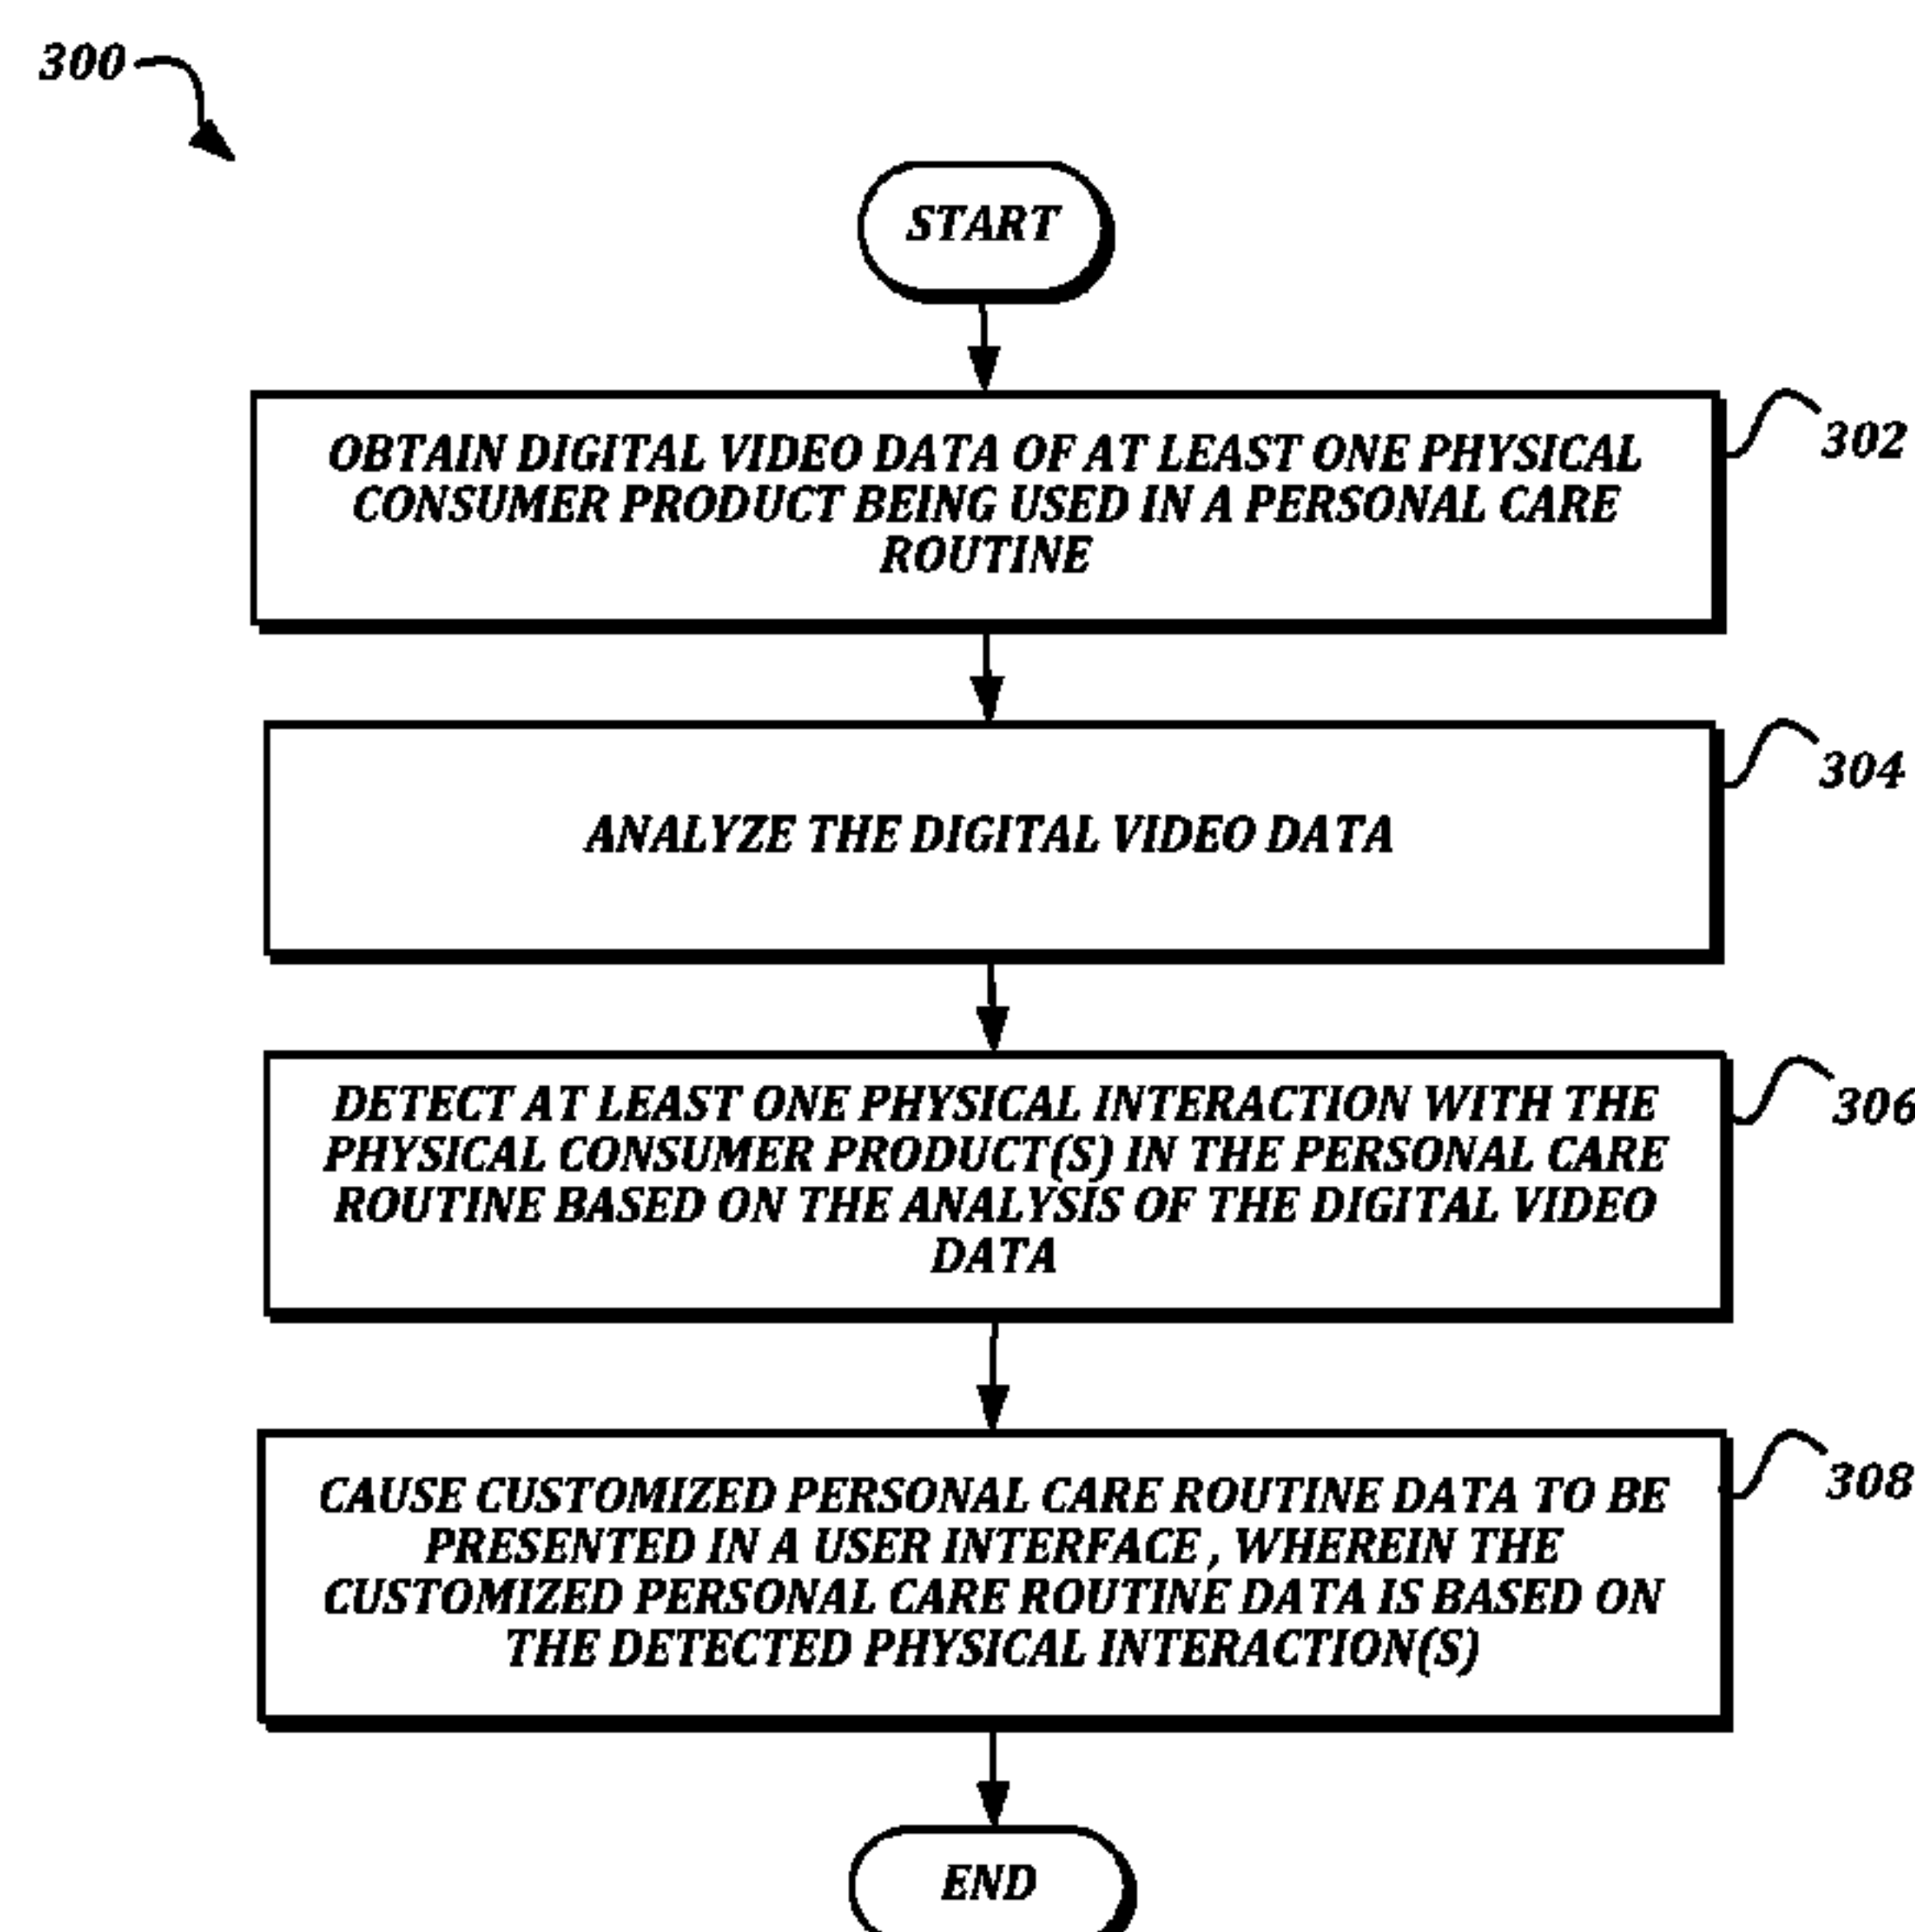 300
START
OBTAIN DIGITAL VIDEO DATA OF AT LEAST ONE PHYSICAL
CONSUMER PRODUCT BEING USED IN A PERSONAL CARE
ROUTINE
302
ANALYZE THE DIGITAL VIDEO DATA
304
DETECT AT LEAST ONE PHYSICAL INTERACTION WITH THE
PHYSICAL CONSUMER PRODUCT(S) IN THE PERSONAL CARE
ROUTINE BASED ON THE ANALYSIS OF THE DIGITAL VIDEO
DATA
306
CAUSE CUSTOMIZED PERSONAL CARE ROUTINE DATA TO BE
PRESENTED IN A USER INTERFACE, WHEREIN THE
CUSTOMIZED PERSONAL CARE ROUTINE DATA IS BASED ON
THE DETECTED PHYSICAL INTERACTION(S)
308
END